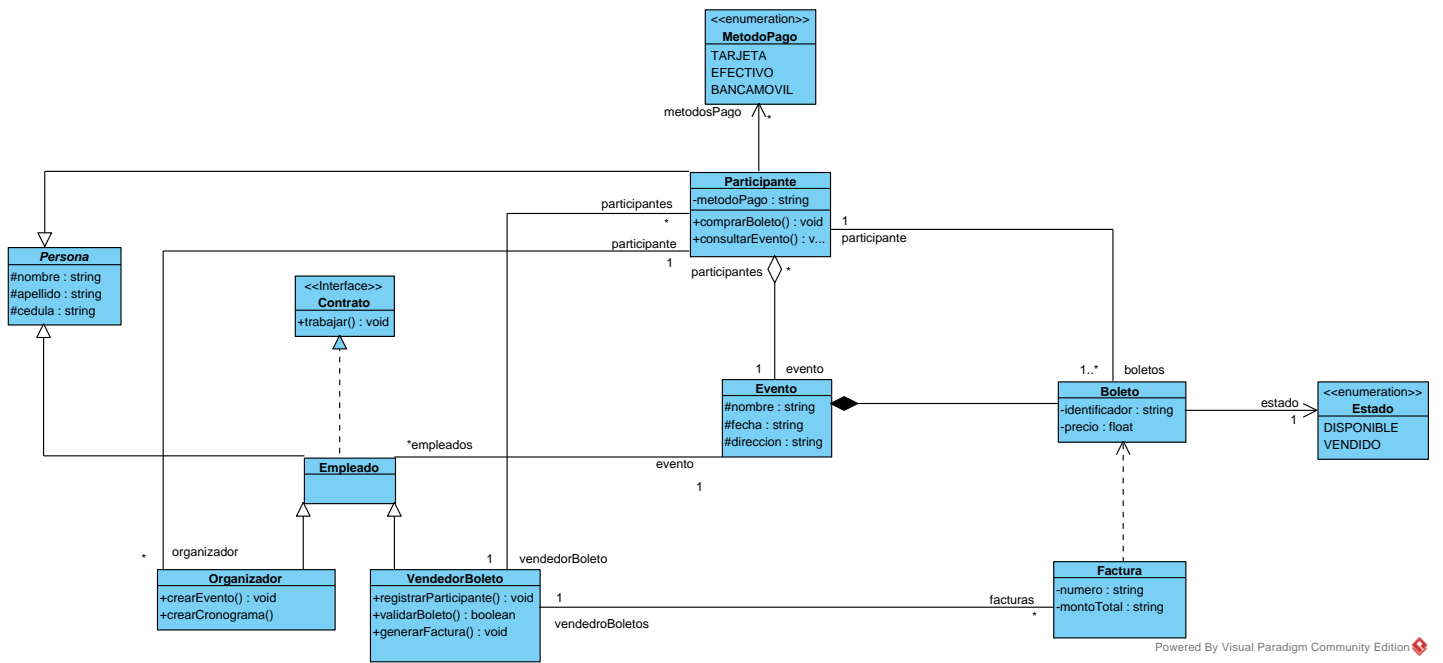 <<enumeration>>
MetodoPago
TARJETA
EFECTIVO
BANCAMOVIL
metodosPago
*
Participante
-metodoPago : string
+comprarBoleto() : void
+consultarEvento() : v...
participantes
*
participante
1
1
participante
participantes
*
Persona
#nombre : string
#apellido : string
#cedula : string
<<Interface>>
Contrato
+trabajar() : void
1
evento
1..*
boletos
Evento
#nombre : string
#fecha : string
#direccion : string
Boleto
-identificador : string
-precio : float
estado
1
<<enumeration>>
Estado
DISPONIBLE
VENDIDO
*empleados
evento
1
Empleado
*
organizador
1
vendedorBoleto
Organizador
+crearEvento() : void
+crearCronograma()
VendedorBoleto
+registrarParticipante() : void
+validarBoleto() : boolean
+generarFactura() : void
1
vendedroBoletos
facturas
*
Factura
-numero : string
-montoTotal : string
Powered By Visual Paradigm Community Edition